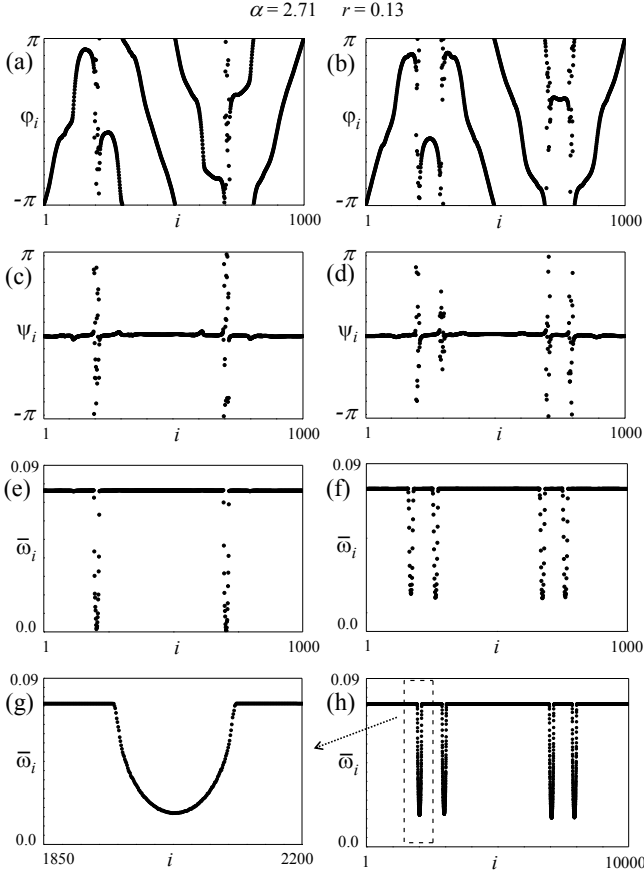 α = 2.71 r = 0.13
(a) π φi -π 1 i 1000
(b) π φi -π 1 i 1000
(c) π ψi -π 1 i 1000
(d) π ψi -π 1 i 1000
(e) 0.09 ω̅i 0.0 1 i 1000
(f) 0.09 ω̅i 0.0 1 i 1000
(g) 0.09 ω̅i 0.0 1850 i 2200
(h) 0.09 ω̅i 0.0 1 i 10000